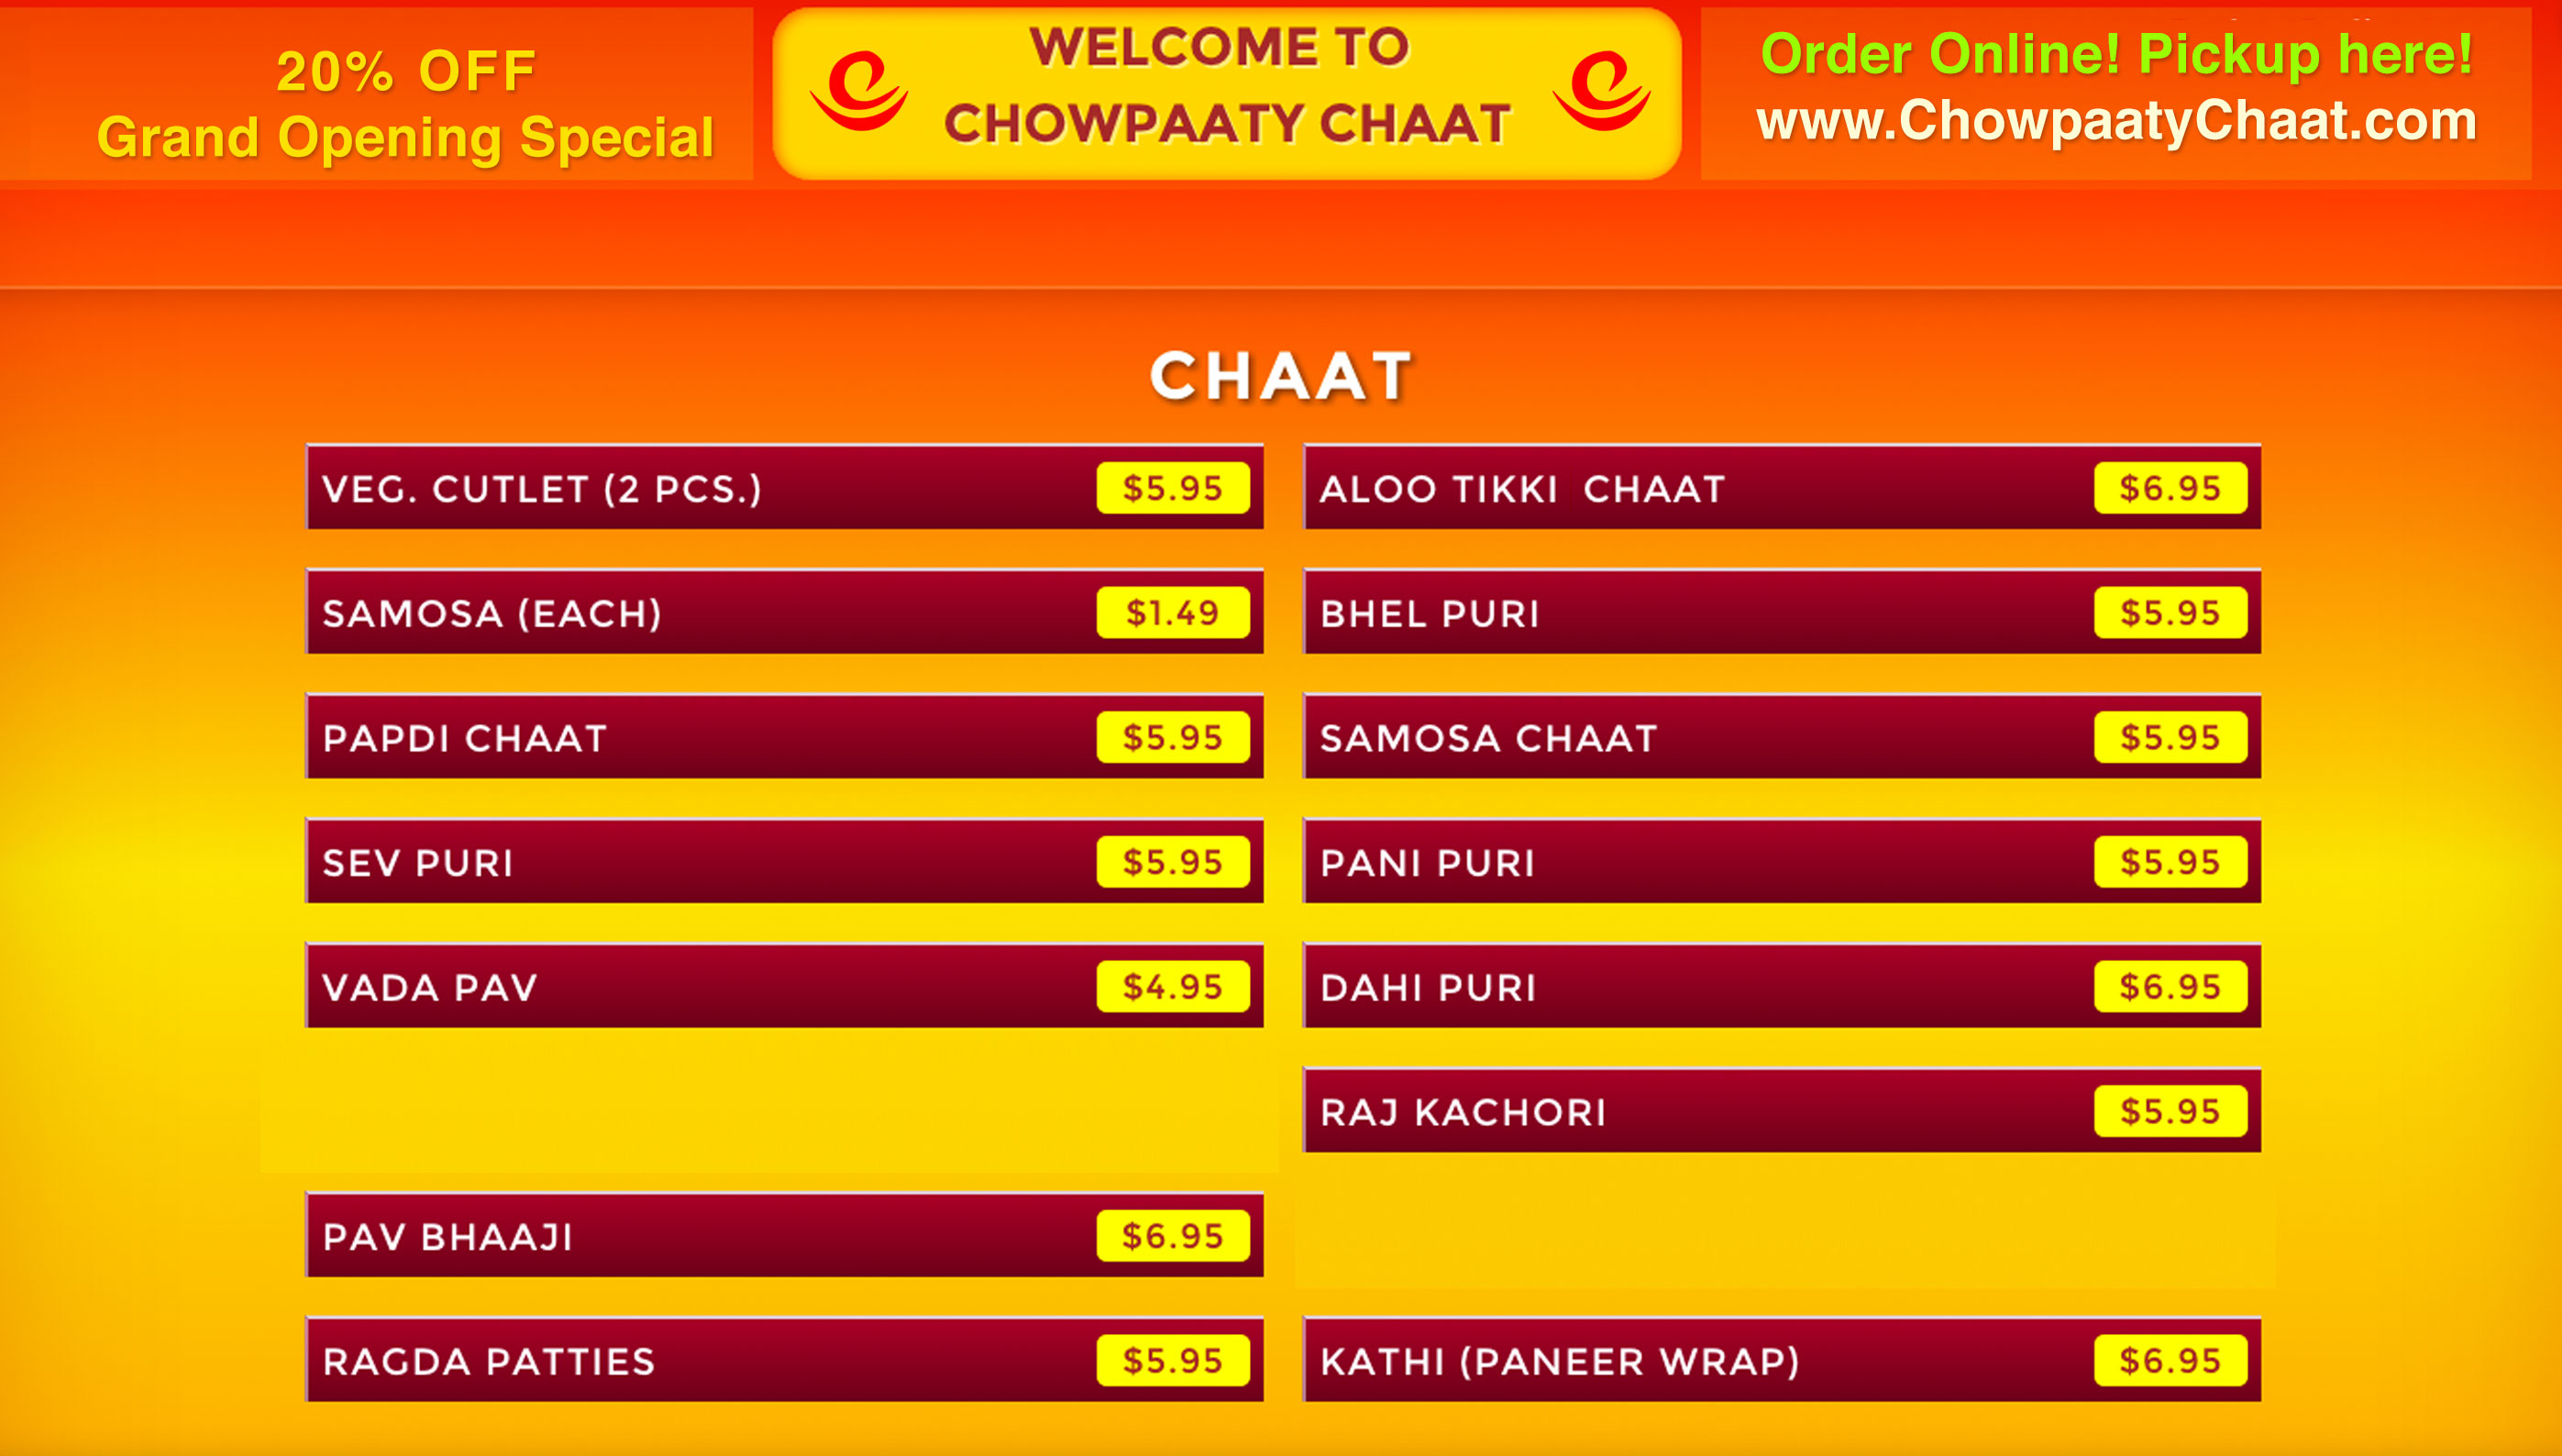 20% OFF
Grand Opening Special
WELCOME TO
CHOWPAATY CHAAT
Order Online! Pickup here!
www.ChowpaatyChaat.com
CHAAT
VEG. CUTLET (2 PCS.) $5.95
SAMOSA (EACH) $1.49
PAPDI CHAAT $5.95
SEV PURI $5.95
VADA PAV $4.95
PAV BHAAJI $6.95
RAGDA PATTIES $5.95
ALOO TIKKI CHAAT $6.95
BHEL PURI $5.95
SAMOSA CHAAT $5.95
PANI PURI $5.95
DAHI PURI $6.95
RAJ KACHORI $5.95
KATHI (PANEER WRAP) $6.95